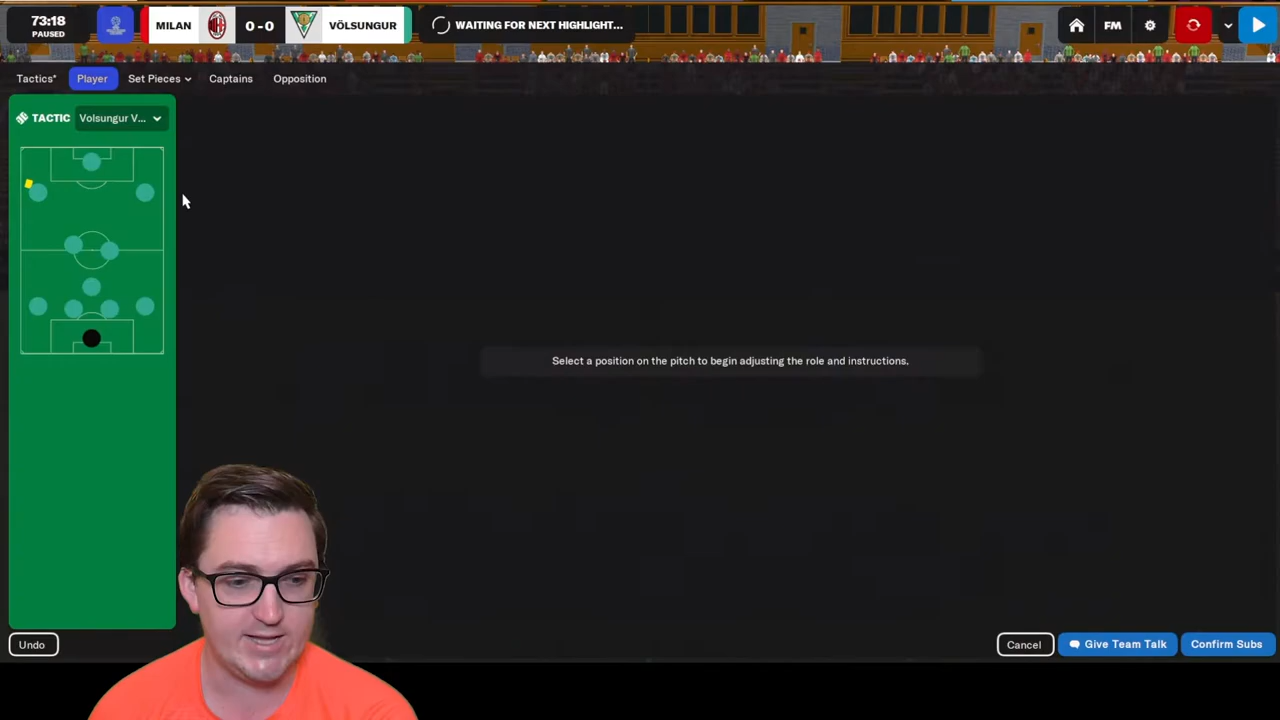 73:18
PAUSED
MILAN
0 - 0
VÖLSUNGUR
WAITING FOR NEXT HIGHLIGHT...
FM
Tactics*
Player
Set Pieces
Captains
Opposition
TACTIC
Volsungur V...
Select a position on the pitch to begin adjusting the role and instructions.
Undo
Cancel
Give Team Talk
Confirm Subs